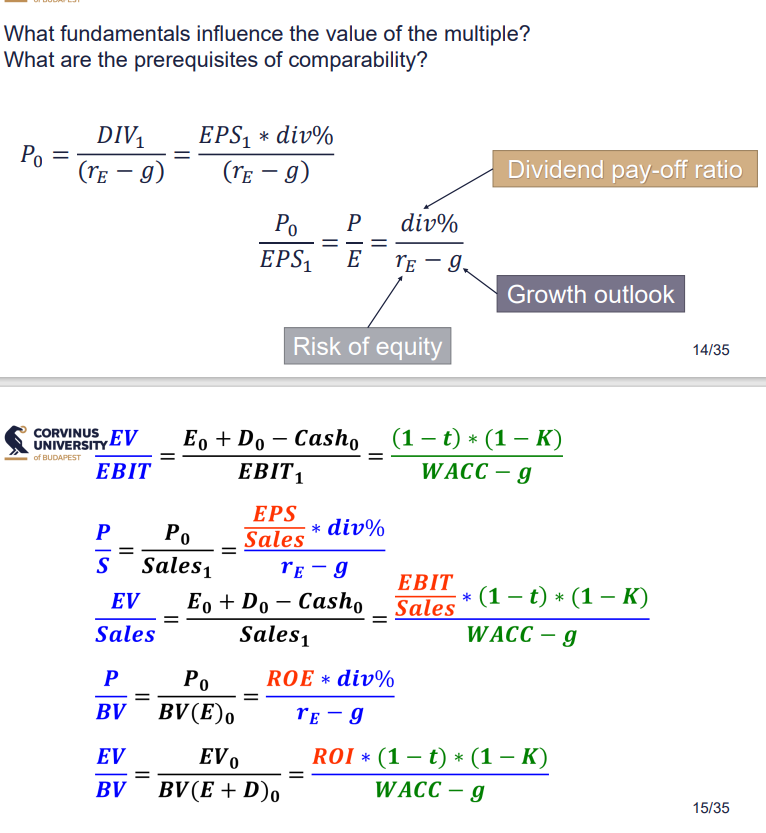 of BUDAPEST
What fundamentals influence the value of the multiple?
What are the prerequisites of comparability?
P₀ = DIV₁ / (r_E − g) = EPS₁ * div% / (r_E − g)
Dividend pay-off ratio
P₀ / EPS₁ = P / E = div% / r_E − g
Growth outlook
Risk of equity
14/35
CORVINUS
UNIVERSITY
of BUDAPEST
EV / EBIT = E₀ + D₀ − Cash₀ / EBIT₁ = (1 − t) * (1 − K) / WACC − g
P / S = P₀ / Sales₁ = EPS / Sales * div% / r_E − g
EV / Sales = E₀ + D₀ − Cash₀ / Sales₁ = EBIT / Sales * (1 − t) * (1 − K) / WACC − g
P / BV = P₀ / BV(E)₀ = ROE * div% / r_E − g
EV / BV = EV₀ / BV(E + D)₀ = ROI * (1 − t) * (1 − K) / WACC − g
15/35